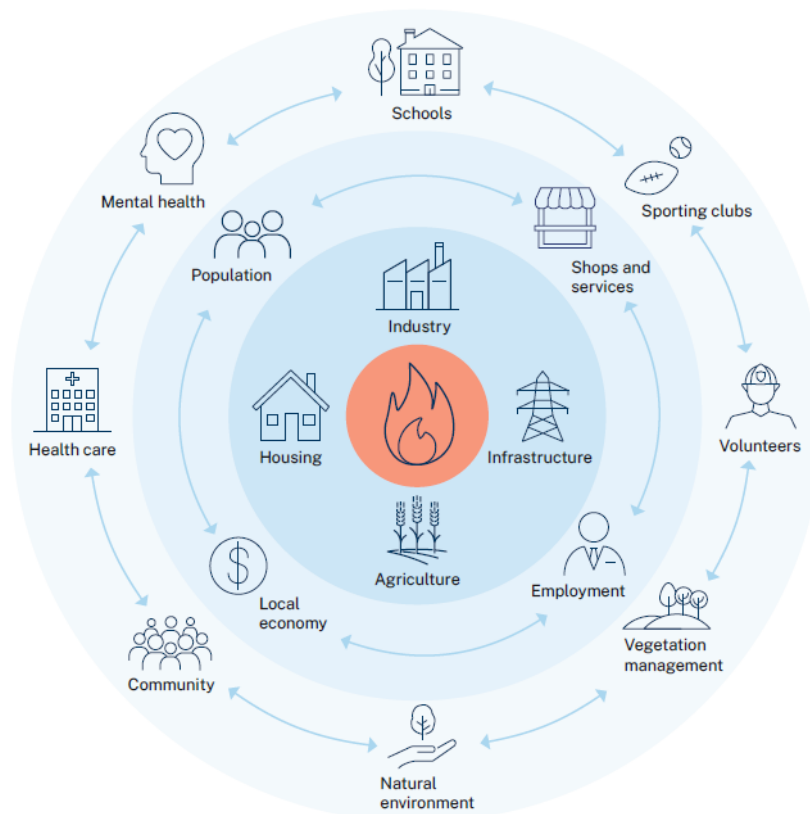 Schools
Mental health
Sporting clubs
Population
Shops and
services
Industry
Health care
Housing
Infrastructure
Volunteers
Agriculture
Employment
Local
economy
Vegetation
management
Community
Natural
environment